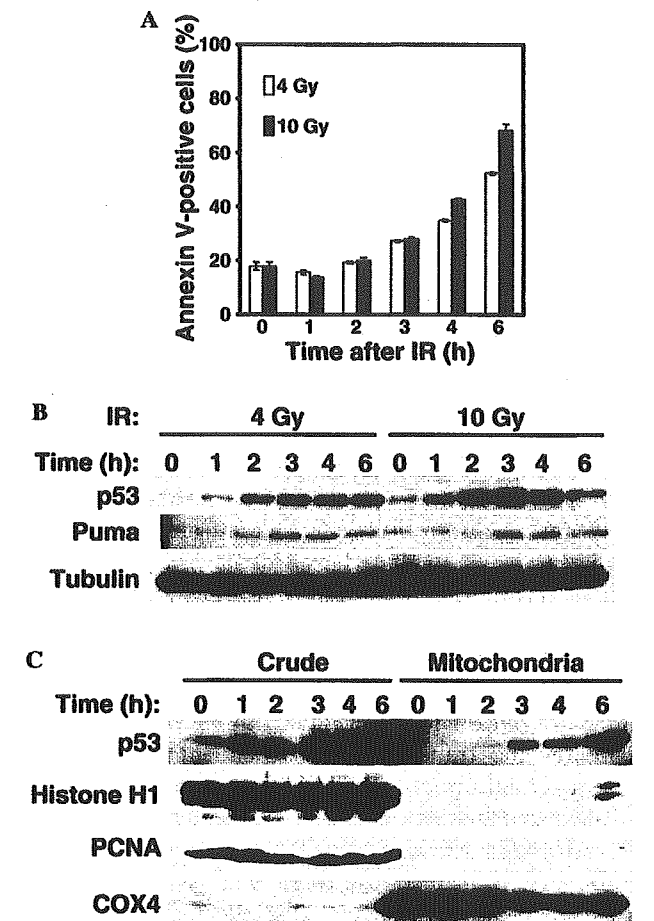 A
Annexin V-positive cells (%)
100
80
60
40
20
0
4 Gy
10 Gy
0 1 2 3 4 6
Time after IR (h)
B IR: 4 Gy 10 Gy
Time (h): 0 1 2 3 4 6 0 1 2 3 4 6
p53
Puma
Tubulin
C Crude Mitochondria
Time (h): 0 1 2 3 4 6 0 1 2 3 4 6
p53
Histone H1
PCNA
COX4